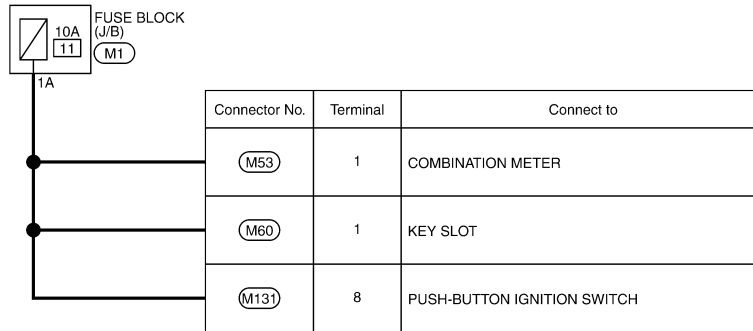 FUSE BLOCK
(J/B)
10A
11
M1
1A
Connector No. Terminal Connect to
M53 1 COMBINATION METER
M60 1 KEY SLOT
M131 8 PUSH-BUTTON IGNITION SWITCH